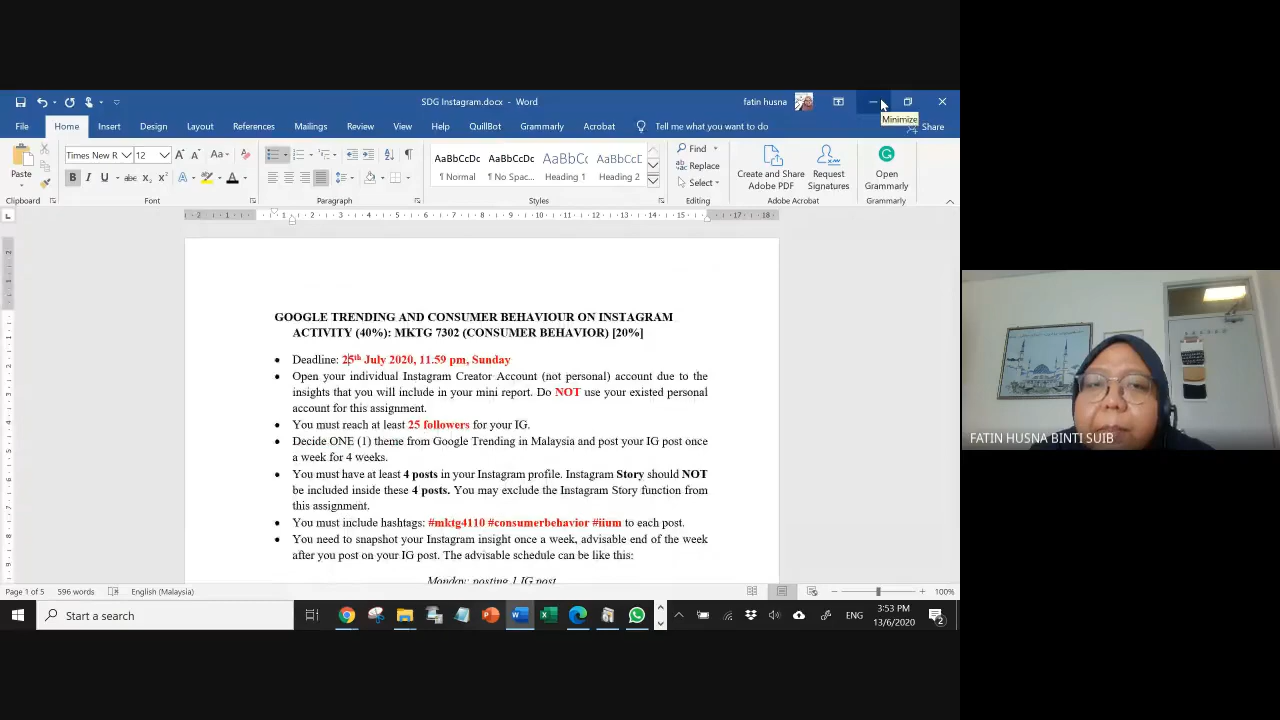 SDG Instagram.docx - Word
fatin husna
Minimize
File Home Insert Design Layout References Mailings Review View Help QuillBot Grammarly Acrobat Tell me what you want to do Share
Times New R 12
Paste
AaBbCcDc AaBbCcDc AaBbCc AaBbCcD
¶ Normal ¶ No Spac... Heading 1 Heading 2
Find
Replace
Select
Create and Share Adobe PDF
Request Signatures
Open Grammarly
Clipboard Font Paragraph Styles Editing Adobe Acrobat Grammarly
GOOGLE TRENDING AND CONSUMER BEHAVIOUR ON INSTAGRAM
ACTIVITY (40%): MKTG 7302 (CONSUMER BEHAVIOR) [20%]
• Deadline: 25th July 2020, 11.59 pm, Sunday
• Open your individual Instagram Creator Account (not personal) account due to the
insights that you will include in your mini report. Do NOT use your existed personal
account for this assignment.
• You must reach at least 25 followers for your IG.
• Decide ONE (1) theme from Google Trending in Malaysia and post your IG post once
a week for 4 weeks.
• You must have at least 4 posts in your Instagram profile. Instagram Story should NOT
be included inside these 4 posts. You may exclude the Instagram Story function from
this assignment.
• You must include hashtags: #mktg4110 #consumerbehavior #iium to each post.
• You need to snapshot your Instagram insight once a week, advisable end of the week
after you post on your IG post. The advisable schedule can be like this:
Monday: posting 1 IG post
Page 1 of 5 596 words English (Malaysia) 100%
Start a search
ENG
3:53 PM
13/6/2020
2
FATIN HUSNA BINTI SUIB